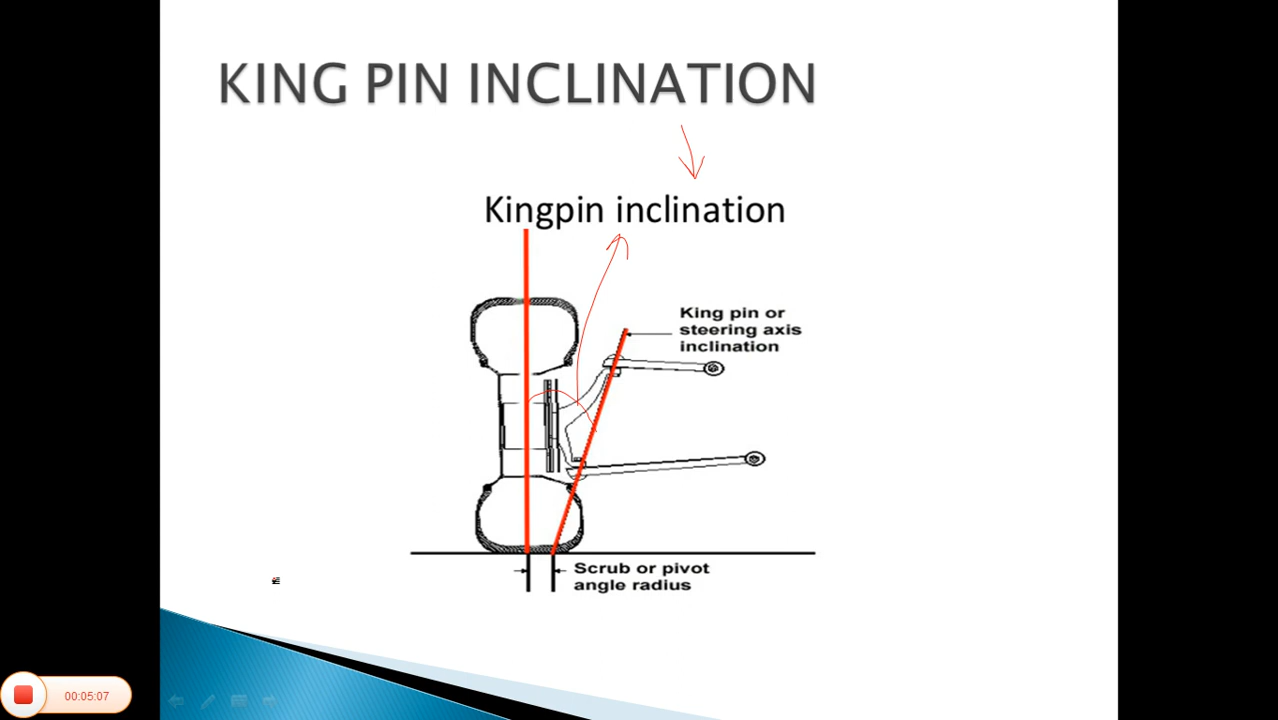 KING PIN INCLINATION
Kingpin inclination
King pin or
steering axis
inclination
Scrub or pivot
angle radius
00:05:07